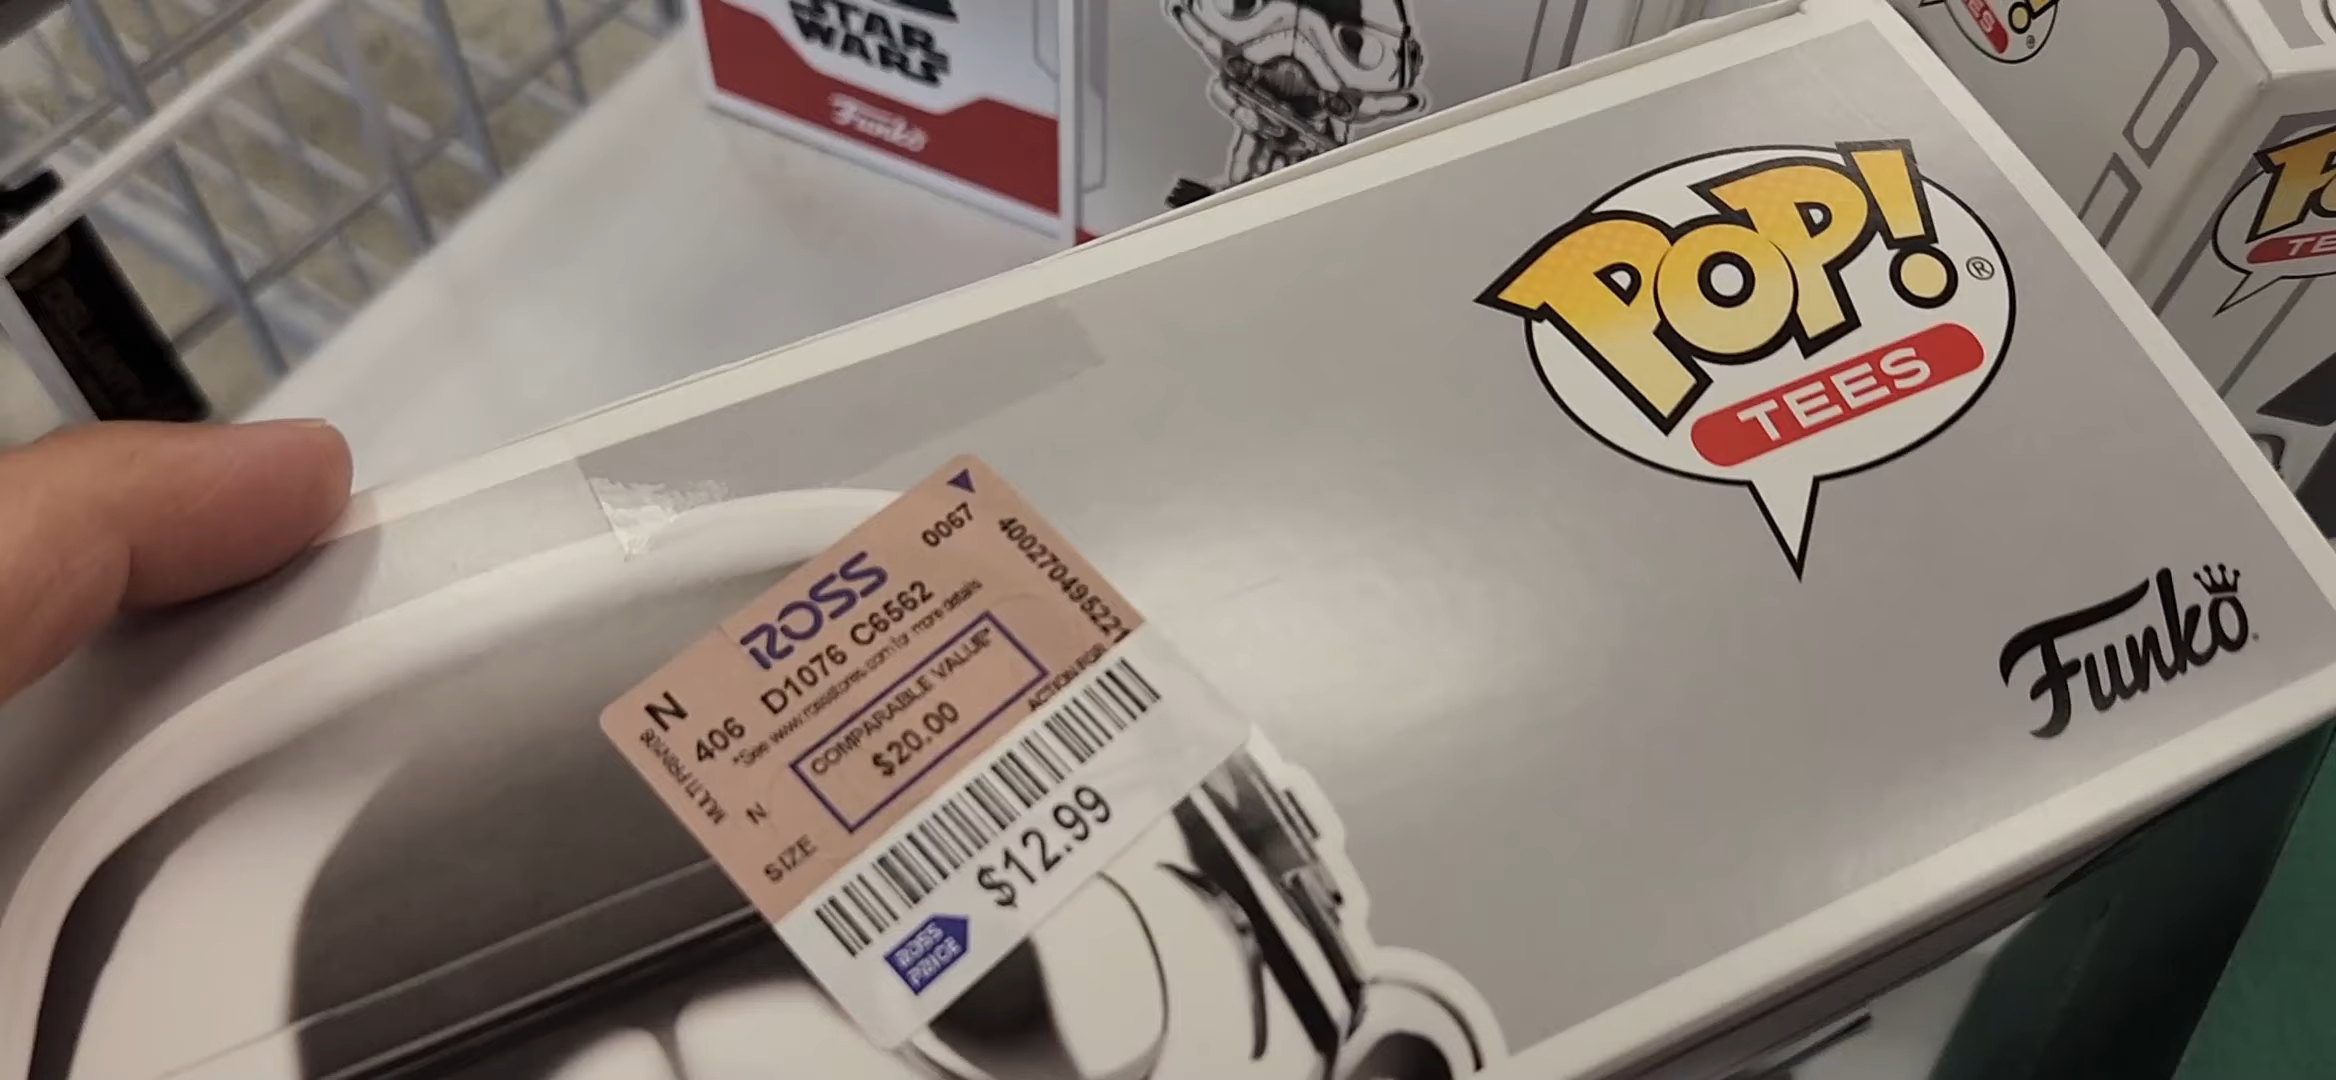 STAR
WARS
Funko
POP!®
TEES
Funko
ROSS
0067
400270495221
N
406 D1076 C6562
*See www.rossstores.com for more details
COMPARABLE VALUE*
$20.00
N
SIZE
$12.99
ROSS
PRICE
TEES